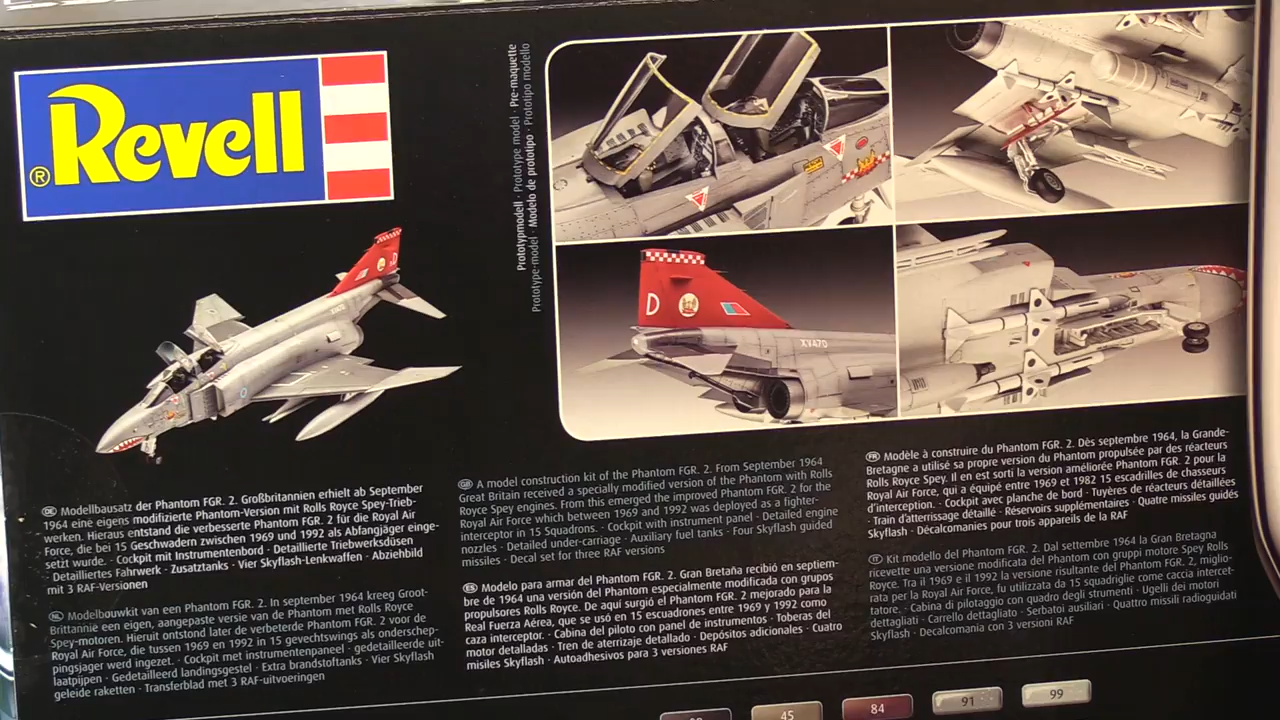 ® Revell
Prototypmodell · Prototype model · Pre-maquette
Prototype-model · Modelo de prototipo · Prototipo modello
D
XV470
DE Modellbausatz der Phantom FGR. 2. Großbritannien erhielt ab September
1964 eine eigens modifizierte Phantom-Version mit Rolls Royce Spey-Trieb-
werken. Hieraus entstand die verbesserte Phantom FGR. 2 für die Royal Air
Force, die bei 15 Geschwadern zwischen 1969 und 1992 als Abfangjäger einge-
setzt wurde. · Cockpit mit Instrumentenbord · Detaillierte Triebwerksdüsen
· Detailliertes Fahrwerk · Zusatztanks · Vier Skyflash-Lenkwaffen · Abziehbild
mit 3 RAF-Versionen
NL Modelbouwkit van een Phantom FGR. 2. In september 1964 kreeg Groot-
Brittannië een eigen, aangepaste versie van de Phantom met Rolls Royce
Spey-motoren. Hieruit ontstond later de verbeterde Phantom FGR. 2 voor de
Royal Air Force, die tussen 1969 en 1992 in 15 gevechtswings als onderschep-
pingsjager werd ingezet. · Cockpit met instrumentenpaneel · gedetailleerde uit-
laatpijpen · Gedetailleerd landingsgestel · Extra brandstoftanks · Vier Skyflash
geleide raketten · Transferblad met 3 RAF-uitvoeringen
GB A model construction kit of the Phantom FGR. 2. From September 1964
Great Britain received a specially modified version of the Phantom with Rolls
Royce Spey engines. From this emerged the improved Phantom FGR. 2 for the
Royal Air Force which between 1969 and 1992 was deployed as a fighter-
interceptor in 15 Squadrons. · Cockpit with instrument panel · Detailed engine
nozzles · Detailed under-carriage · Auxiliary fuel tanks · Four Skyflash guided
missiles · Decal set for three RAF versions
ES Modelo para armar del Phantom FGR. 2. Gran Bretaña recibió en septiem-
bre de 1964 una versión del Phantom especialmente modificada con grupos
propulsores Rolls Royce. De aquí surgió el Phantom FGR. 2 mejorado para la
Real Fuerza Aérea, que se usó en 15 escuadrones entre 1969 y 1992 como
caza interceptor. · Cabina del piloto con panel de instrumentos · Toberas del
motor detalladas · Tren de aterrizaje detallado · Depósitos adicionales · Cuatro
misiles Skyflash · Autoadhesivos para 3 versiones RAF
FR Modèle à construire du Phantom FGR. 2. Dès septembre 1964, la Grande-
Bretagne a utilisé sa propre version du Phantom propulsée par des réacteurs
Rolls Royce Spey. Il en est sorti la version améliorée Phantom FGR. 2 pour la
Royal Air Force, qui a équipé entre 1969 et 1982 15 escadrilles de chasseurs
d'interception. · Cockpit avec planche de bord · Tuyères de réacteurs détaillées
· Train d'atterrissage détaillé · Réservoirs supplémentaires · Quatre missiles guidés
Skyflash · Décalcomanies pour trois appareils de la RAF
IT Kit modello del Phantom FGR. 2. Dal settembre 1964 la Gran Bretagna
ricevette una versione modificata del Phantom con gruppi motore Spey Rolls
Royce. Tra il 1969 e il 1992 la versione risultante del Phantom FGR. 2, miglio-
rata per la Royal Air Force, fu utilizzata da 15 squadriglie come caccia intercet-
tatore. · Cabina di pilotaggio con quadro degli strumenti · Ugelli dei motori
dettagliati · Carrello dettagliato · Serbatoi ausiliari · Quattro missili radioguidati
Skyflash · Decalcomania con 3 versioni RAF
45
84
91
99